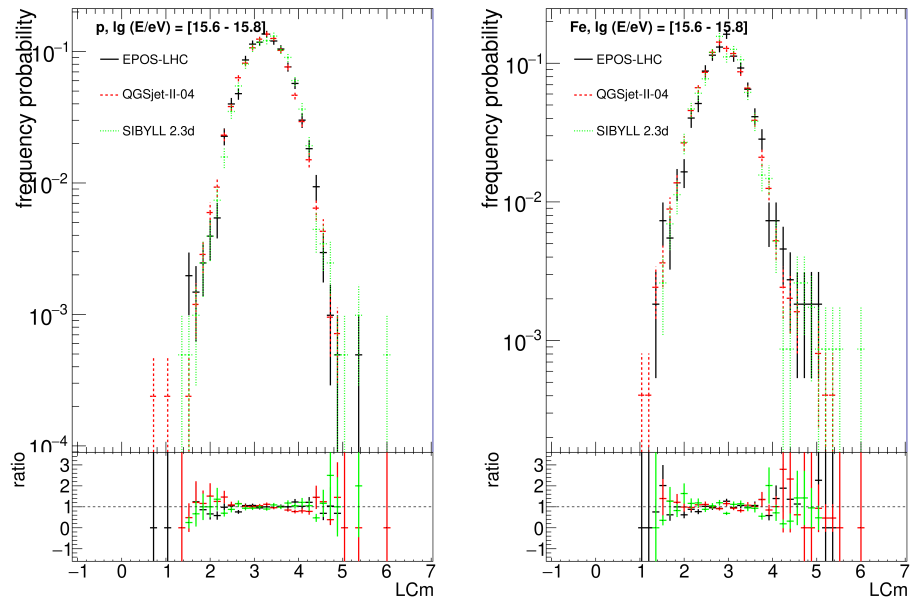 p, lg (E/eV) = [15.6 - 15.8]
EPOS-LHC
QGSjet-II-04
SIBYLL 2.3d
frequency probability
frequency probability
10⁻¹
10⁻²
10⁻³
10⁻⁴
ratio
3
2
1
0
−1
−1 0 1 2 3 4 5 6 7
LCm
Fe, lg (E/eV) = [15.6 - 15.8]
EPOS-LHC
QGSjet-II-04
SIBYLL 2.3d
frequency probability
frequency probability
10⁻¹
10⁻²
10⁻³
ratio
3
2
1
0
−1
−1 0 1 2 3 4 5 6 7
LCm